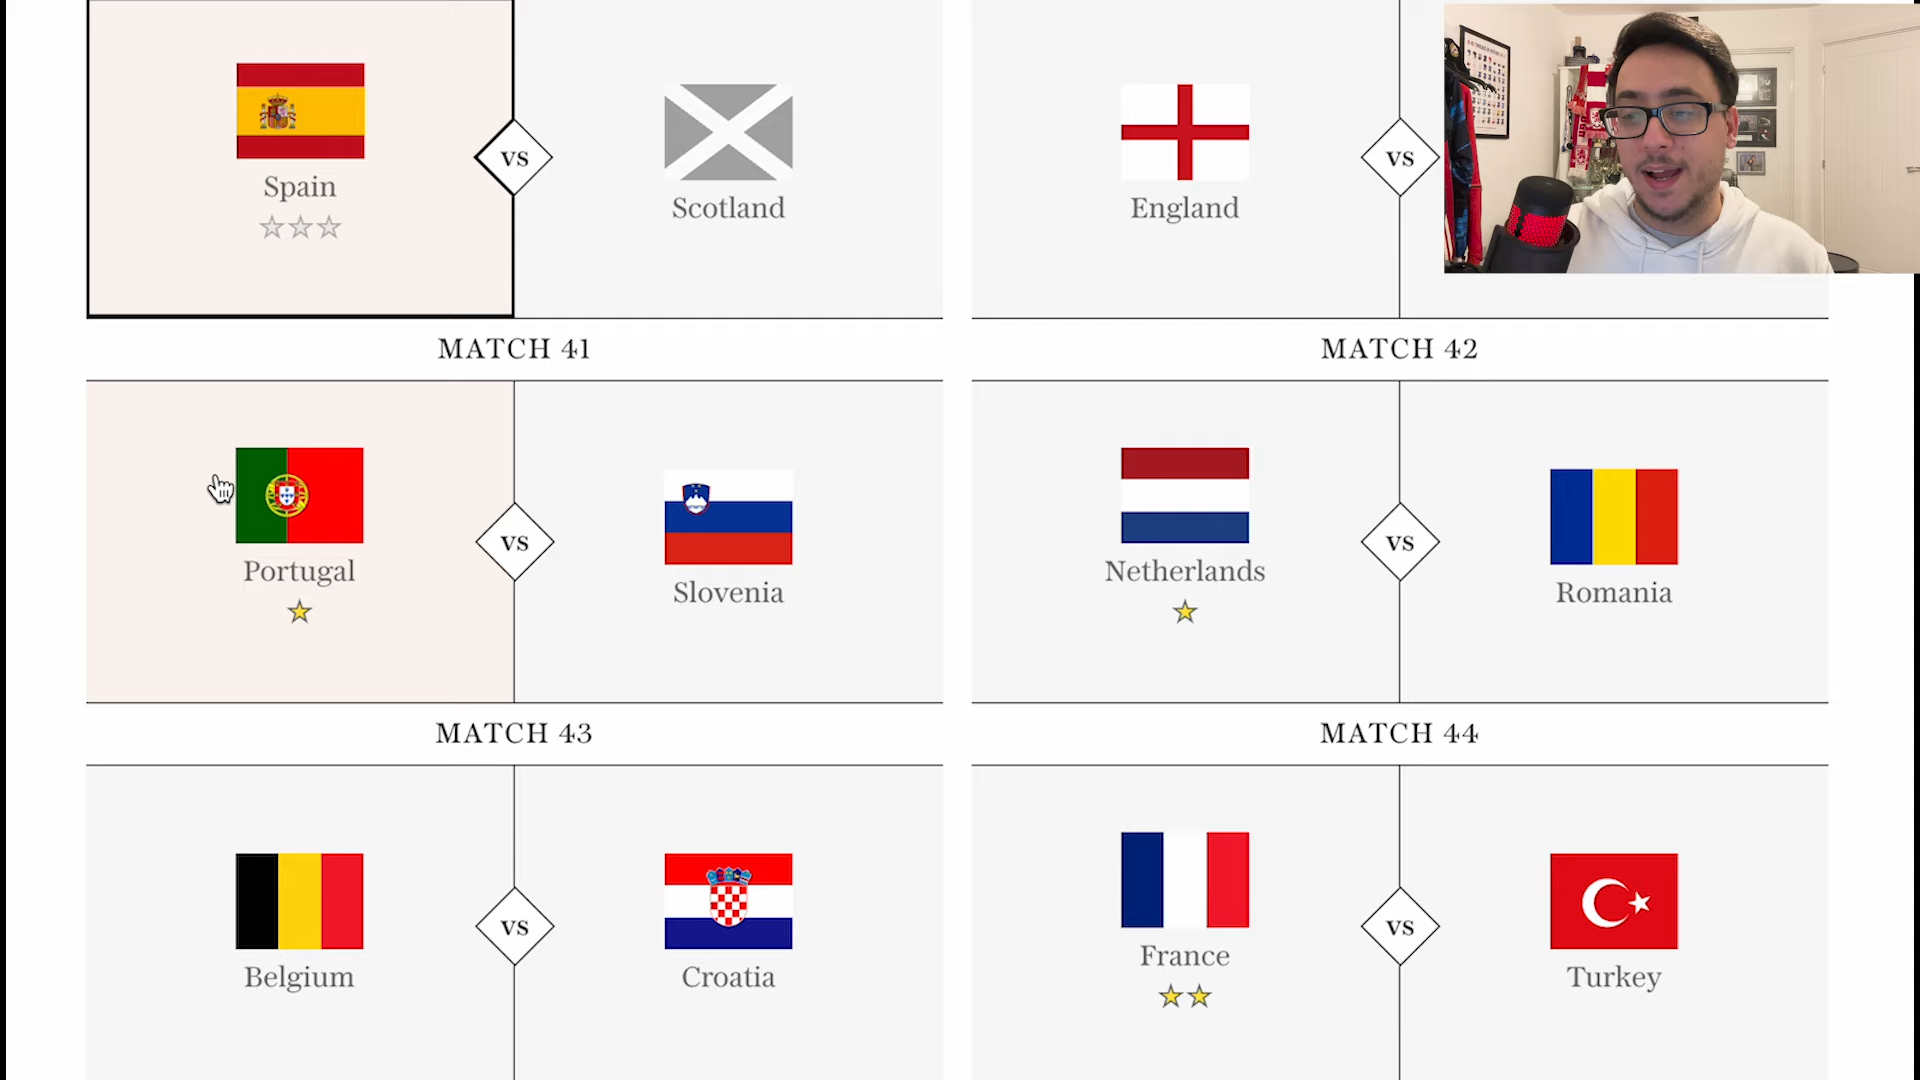 Spain
VS
Scotland
England
VS
MATCH 41
MATCH 42
Portugal
VS
Slovenia
Netherlands
VS
Romania
MATCH 43
MATCH 44
Belgium
VS
Croatia
France
VS
Turkey